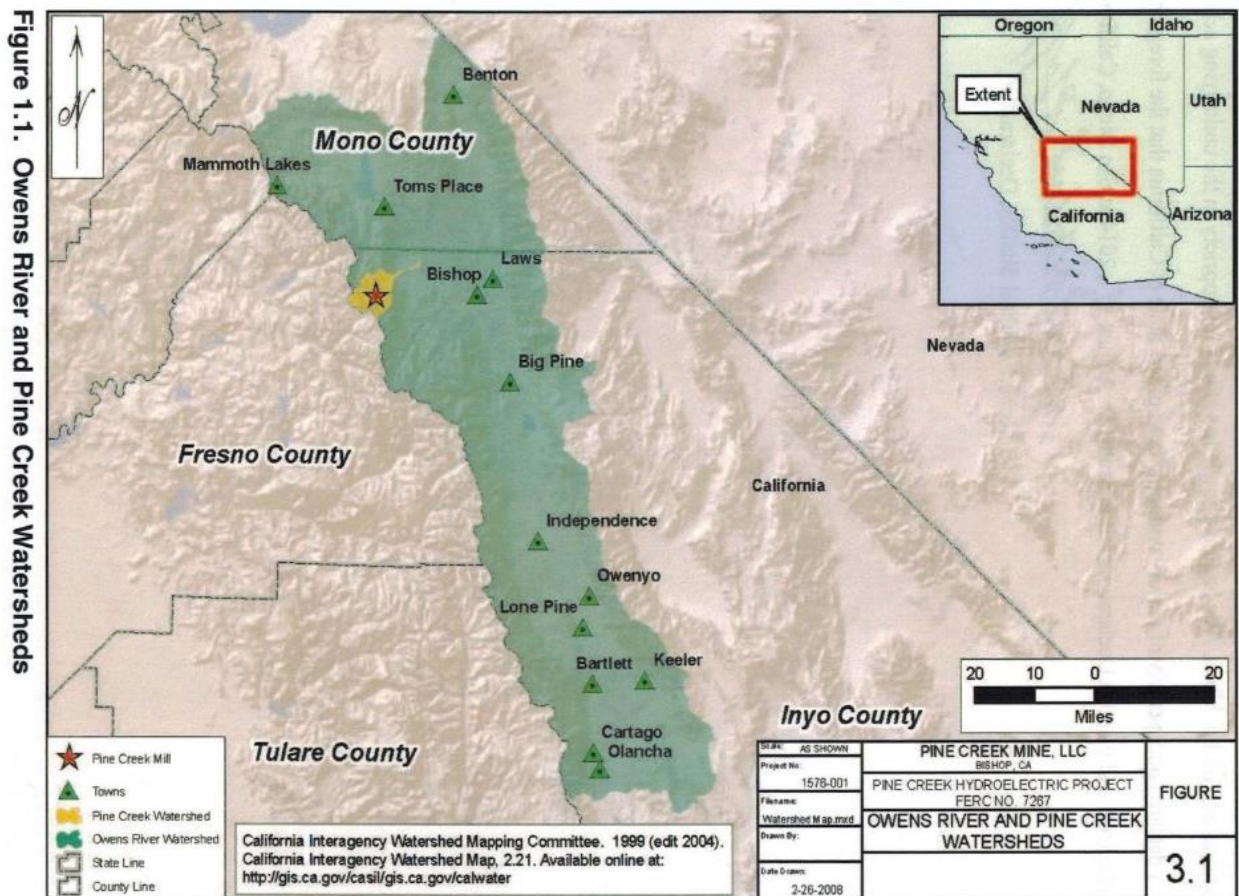 Figure 1.1. Owens River and Pine Creek Watersheds
N
Benton
Mono County
Mammoth Lakes
Toms Place
Laws
Bishop
Big Pine
Fresno County
Nevada
California
Independence
Owenyo
Lone Pine
Bartlett
Keeler
Inyo County
Cartago
Olancha
Tulare County
Oregon
Idaho
Extent
Nevada
Utah
California
Arizona
20 10 0 20
Miles
Pine Creek Mill
Towns
Pine Creek Watershed
Owens River Watershed
State Line
County Line
California Interagency Watershed Mapping Committee. 1999 (edit 2004).
California Interagency Watershed Map, 2.21. Available online at:
http://gis.ca.gov/casil/gis.ca.gov/calwater
Scale: AS SHOWN
Project No:
1576-001
Filename:
Watershed Map.mxd
Drawn By:
Date Drawn:
2-26-2008
PINE CREEK MINE, LLC
BISHOP, CA
PINE CREEK HYDROELECTRIC PROJECT
FERC NO. 7267
OWENS RIVER AND PINE CREEK
WATERSHEDS
FIGURE
3.1